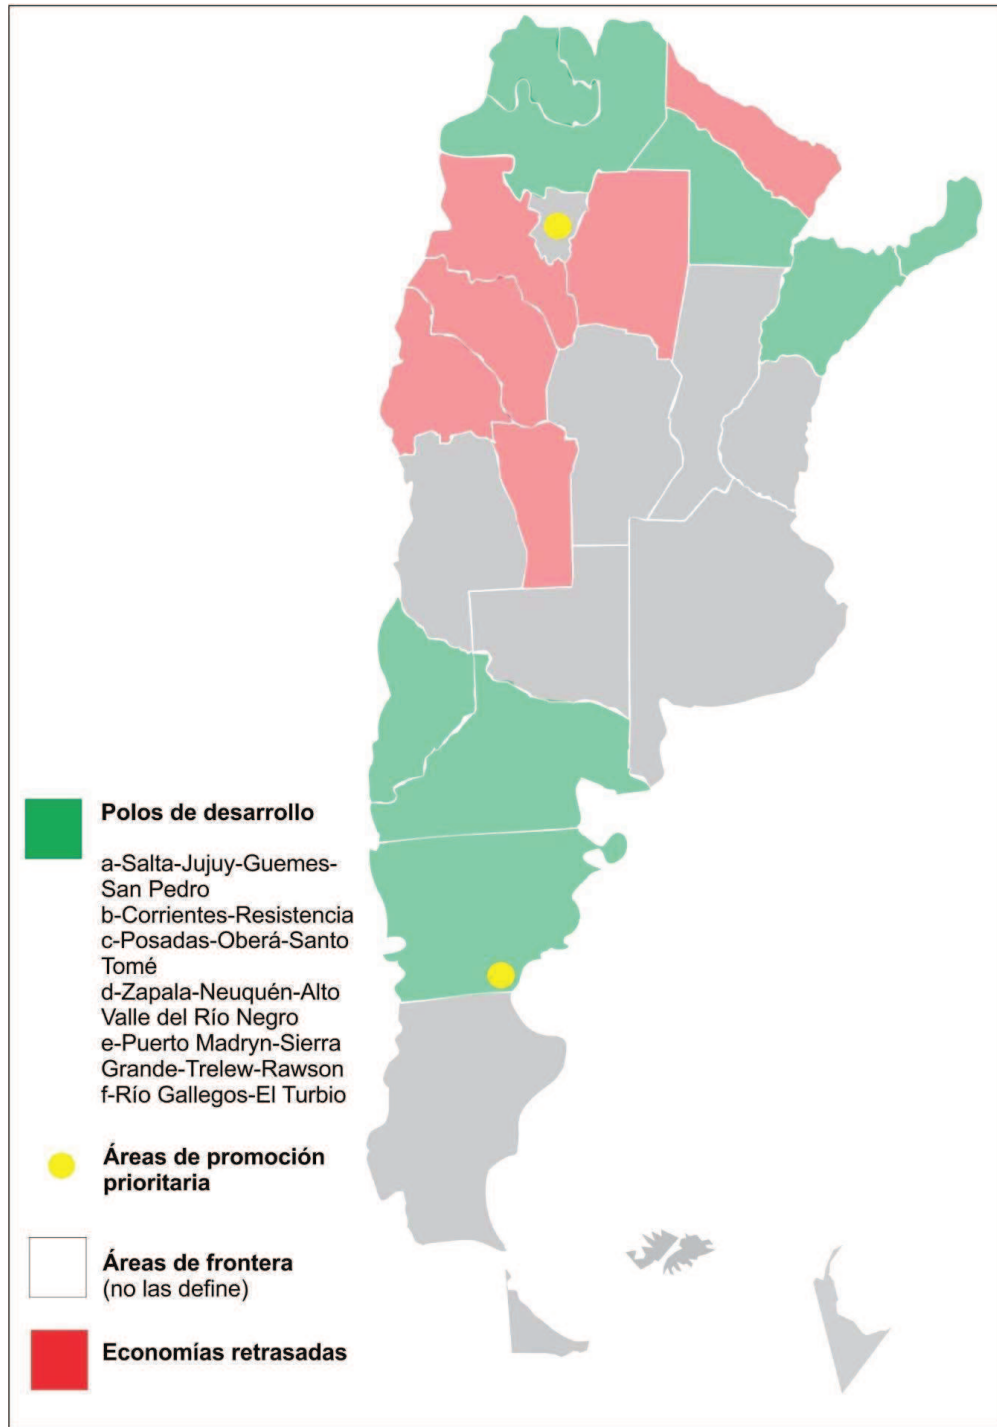 Polos de desarrollo
a-Salta-Jujuy-Guemes-
San Pedro
b-Corrientes-Resistencia
c-Posadas-Oberá-Santo
Tomé
d-Zapala-Neuquén-Alto
Valle del Río Negro
e-Puerto Madryn-Sierra
Grande-Trelew-Rawson
f-Río Gallegos-El Turbio
Áreas de promoción
prioritaria
Áreas de frontera
(no las define)
Economías retrasadas